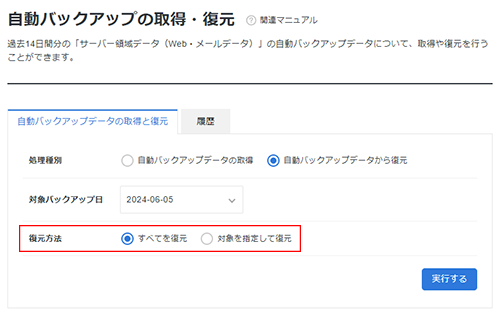 自動バックアップの取得・復元 ? 関連マニュアル
過去14日間分の「サーバー領域データ（Web・メールデータ）」の自動バックアップデータについて、取得や復元を行う
ことができます。
自動バックアップデータの取得と復元 履歴
処理種別 自動バックアップデータの取得 自動バックアップデータから復元
対象バックアップ日 2024-06-05
復元方法 すべてを復元 対象を指定して復元
実行する